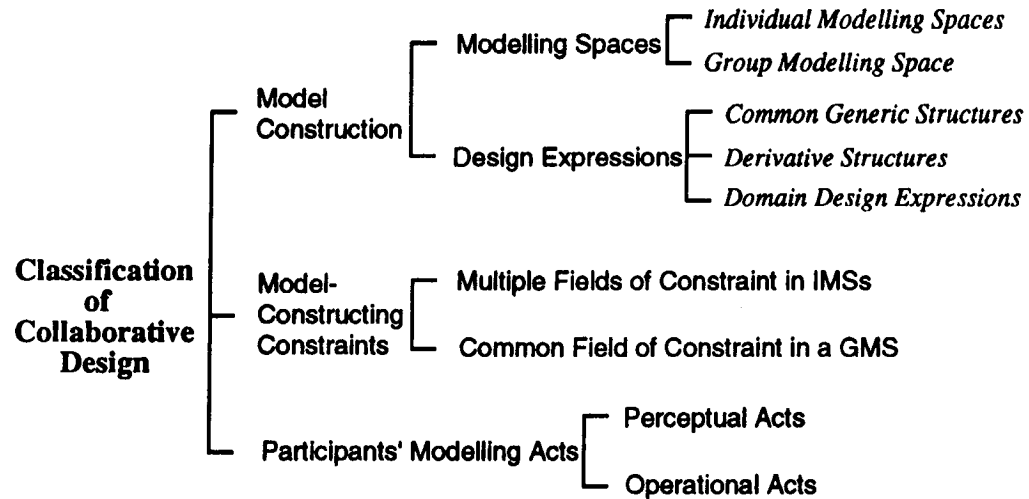 Classification
of
Collaborative
Design
Model
Construction
Modelling Spaces
Individual Modelling Spaces
Group Modelling Space
Design Expressions
Common Generic Structures
Derivative Structures
Domain Design Expressions
Model-
Constructing
Constraints
Multiple Fields of Constraint in IMSs
Common Field of Constraint in a GMS
Participants' Modelling Acts
Perceptual Acts
Operational Acts